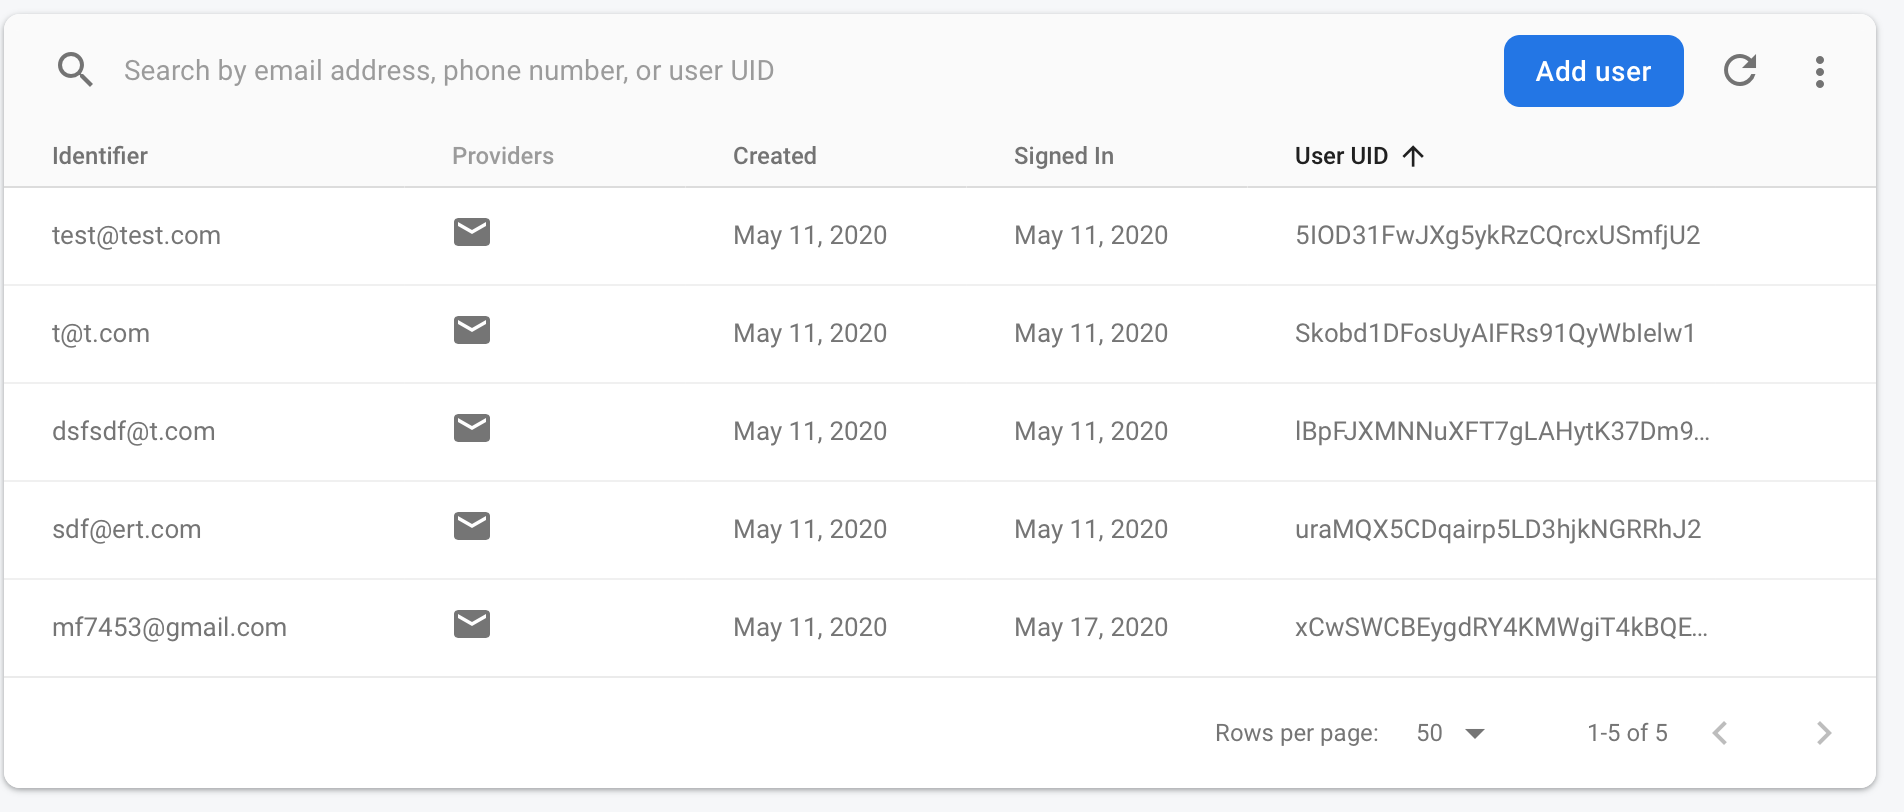 Search by email address, phone number, or user UID Add user
Identifier Providers Created Signed In User UID
test@test.com May 11, 2020 May 11, 2020 5IOD31FwJXg5ykRzCQrcxUSmfjU2
t@t.com May 11, 2020 May 11, 2020 Skobd1DFosUyAIFRs91QyWbIelw1
dsfsdf@t.com May 11, 2020 May 11, 2020 lBpFJXMNNuXFT7gLAHytK37Dm9...
sdf@ert.com May 11, 2020 May 11, 2020 uraMQX5CDqairp5LD3hjkNGRRhJ2
mf7453@gmail.com May 11, 2020 May 17, 2020 xCwSWCBEygdRY4KMWgiT4kBQE...
Rows per page: 50 1-5 of 5